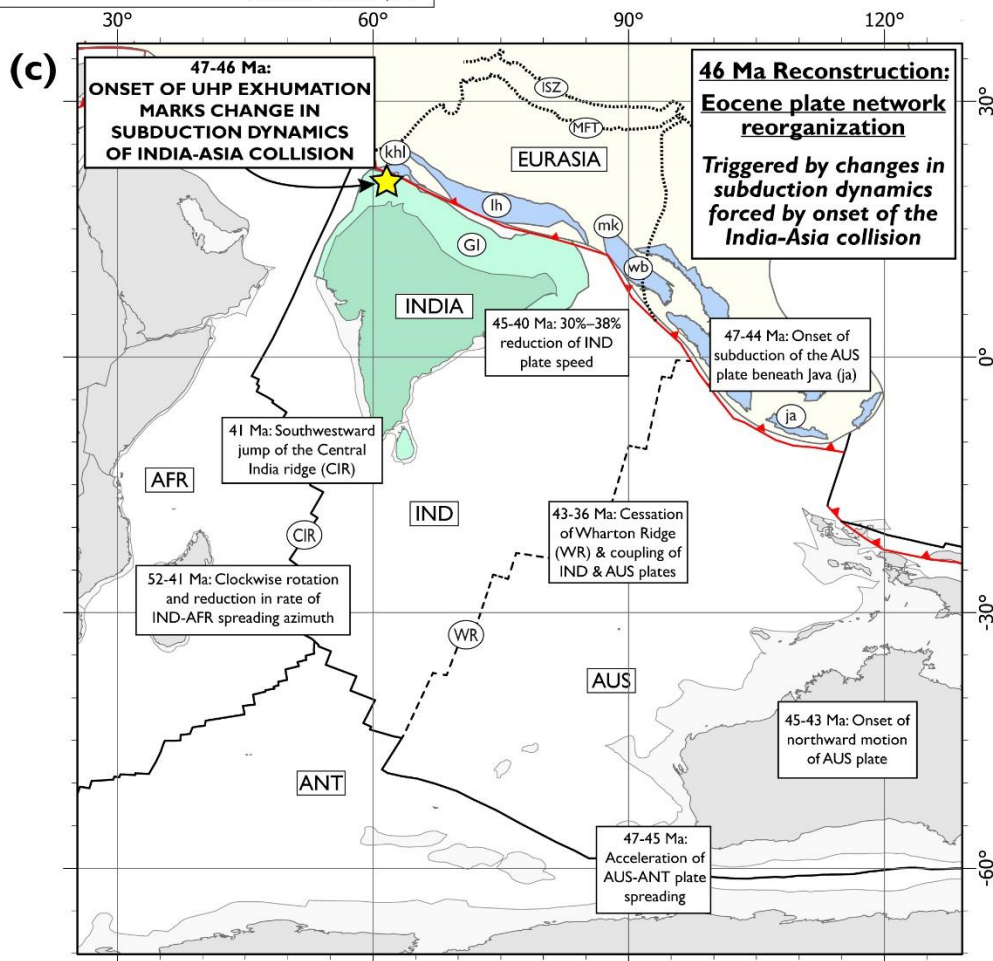 30°
60°
90°
120°
(c)
47-46 Ma:
ONSET OF UHP EXHUMATION
MARKS CHANGE IN
SUBDUCTION DYNAMICS
OF INDIA-ASIA COLLISION
46 Ma Reconstruction:
Eocene plate network
reorganization
Triggered by changes in
subduction dynamics
forced by onset of the
India-Asia collision
ISZ
MFT
30°
EURASIA
khl
lh
mk
GI
wb
INDIA
45-40 Ma: 30%–38%
reduction of IND
plate speed
47-44 Ma: Onset of
subduction of the AUS
plate beneath Java (ja)
0°
ja
41 Ma: Southwestward
jump of the Central
India ridge (CIR)
AFR
IND
CIR
43-36 Ma: Cessation
of Wharton Ridge
(WR) & coupling of
IND & AUS plates
52-41 Ma: Clockwise rotation
and reduction in rate of
IND-AFR spreading azimuth
-30°
WR
AUS
45-43 Ma: Onset of
northward motion
of AUS plate
ANT
47-45 Ma:
Acceleration of
AUS-ANT plate
spreading
-60°